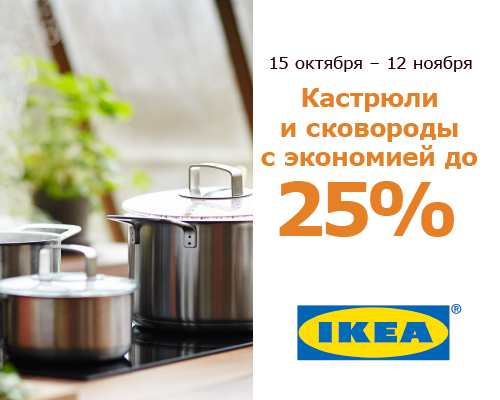 15 октября – 12 ноября
Кастрюли
и сковороды
с экономией до
25%
IKEA®